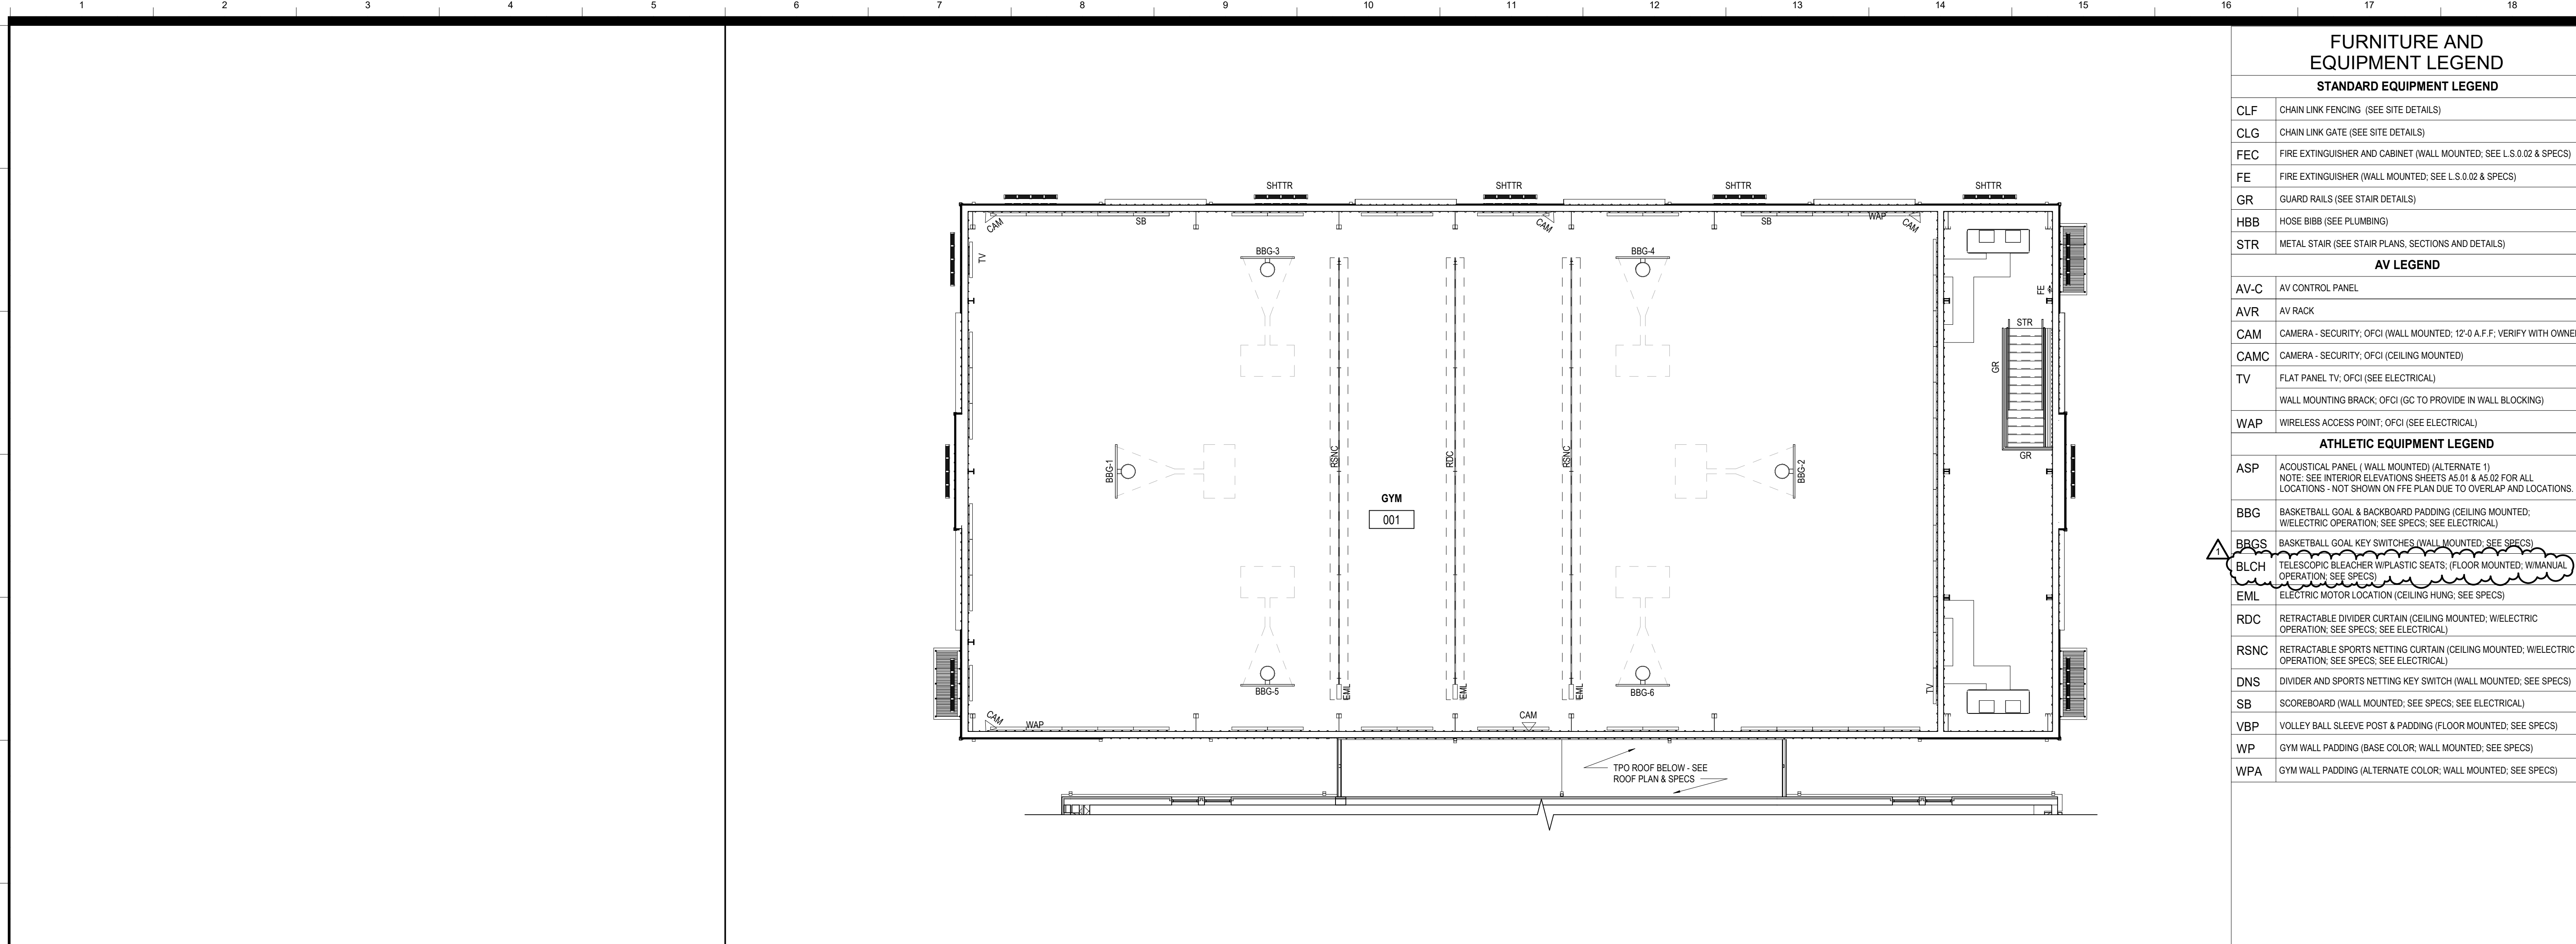 1 2 3 4 5 6 7 8 9 10 11 12 13 14 15 16 17 18
SHTTR SHTTR SHTTR SHTTR
CAM SB CAM SB WAP CAM
TV
BBG-3 BBG-4
FE
STR
GR
GR
BBG-1 RSNC RDC RSNC BBG-2
GYM
001
BBG-5 EML EML EML BBG-6 TV
CAM WAP CAM
TPO ROOF BELOW - SEE
ROOF PLAN & SPECS
FURNITURE AND
EQUIPMENT LEGEND
STANDARD EQUIPMENT LEGEND
CLF CHAIN LINK FENCING (SEE SITE DETAILS)
CLG CHAIN LINK GATE (SEE SITE DETAILS)
FEC FIRE EXTINGUISHER AND CABINET (WALL MOUNTED; SEE L.S.0.02 & SPECS)
FE FIRE EXTINGUISHER (WALL MOUNTED; SEE L.S.0.02 & SPECS)
GR GUARD RAILS (SEE STAIR DETAILS)
HBB HOSE BIBB (SEE PLUMBING)
STR METAL STAIR (SEE STAIR PLANS, SECTIONS AND DETAILS)
AV LEGEND
AV-C AV CONTROL PANEL
AVR AV RACK
CAM CAMERA - SECURITY; OFCI (WALL MOUNTED; 12'-0 A.F.F; VERIFY WITH
CAMC CAMERA - SECURITY; OFCI (CEILING MOUNTED)
TV FLAT PANEL TV; OFCI (SEE ELECTRICAL)
WALL MOUNTING BRACK; OFCI (GC TO PROVIDE IN WALL BLOCKING)
WAP WIRELESS ACCESS POINT; OFCI (SEE ELECTRICAL)
ATHLETIC EQUIPMENT LEGEND
ASP ACOUSTICAL PANEL ( WALL MOUNTED) (ALTERNATE 1)
NOTE: SEE INTERIOR ELEVATIONS SHEETS A5.01 & A5.02 FOR ALL
LOCATIONS - NOT SHOWN ON FFE PLAN DUE TO OVERLAP AND LOCATIONS.
BBG BASKETBALL GOAL & BACKBOARD PADDING (CEILING MOUNTED;
W/ELECTRIC OPERATION; SEE SPECS; SEE ELECTRICAL)
BBGS BASKETBALL GOAL KEY SWITCHES (WALL MOUNTED; SEE SPECS)
1
BLCH TELESCOPIC BLEACHER W/PLASTIC SEATS; (FLOOR MOUNTED; W/MANUAL
OPERATION; SEE SPECS)
EML ELECTRIC MOTOR LOCATION (CEILING HUNG; SEE SPECS)
RDC RETRACTABLE DIVIDER CURTAIN (CEILING MOUNTED; W/ELECTRIC
OPERATION; SEE SPECS; SEE ELECTRICAL)
RSNC RETRACTABLE SPORTS NETTING CURTAIN (CEILING MOUNTED; W/ELECTRIC
OPERATION; SEE SPECS; SEE ELECTRICAL)
DNS DIVIDER AND SPORTS NETTING KEY SWITCH (WALL MOUNTED; SEE SPECS)
SB SCOREBOARD (WALL MOUNTED; SEE SPECS; SEE ELECTRICAL)
VBP VOLLEY BALL SLEEVE POST & PADDING (FLOOR MOUNTED; SEE SPECS)
WP GYM WALL PADDING (BASE COLOR; WALL MOUNTED; SEE SPECS)
WPA GYM WALL PADDING (ALTERNATE COLOR; WALL MOUNTED; SEE SPECS)